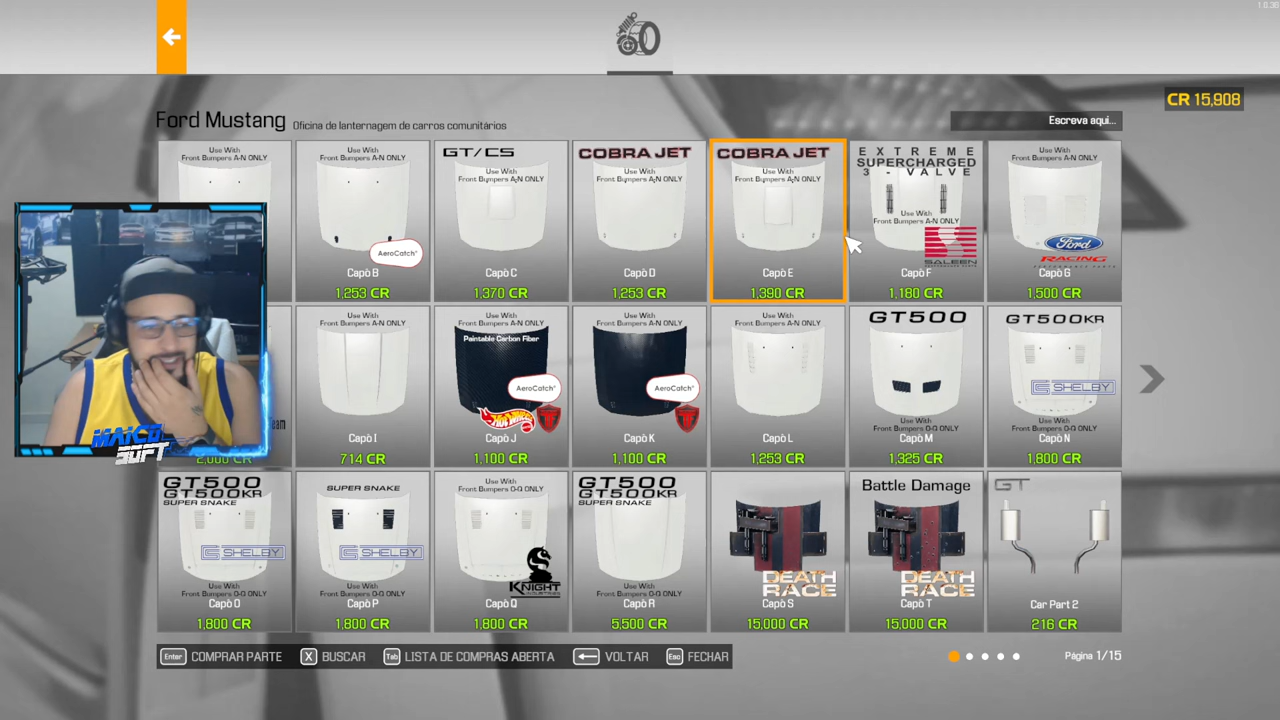 1.0.38
CR 15,908
Ford Mustang
Oficina de lanternagem de carros comunitários
Escreva aqui...
Use With
Front Bumpers A-N ONLY
Use With
Front Bumpers A-N ONLY
AeroCatch
Capô B
1,253 CR
GT/CS
Use With
Front Bumpers A-N ONLY
Capô C
1,370 CR
COBRA JET
Use With
Front Bumpers A-N ONLY
Capô D
1,253 CR
COBRA JET
Use With
Front Bumpers A-N ONLY
Capô E
1,390 CR
EXTREME
SUPERCHARGED
3 - VALVE
Use With
Front Bumpers A-N ONLY
SALEEN
Capô F
1,180 CR
Use With
Front Bumpers A-N ONLY
Ford
RACING
Capô G
1,500 CR
2,000 CR
Use With
Front Bumpers A-N ONLY
Capô I
714 CR
Use With
Front Bumpers A-N ONLY
Paintable Carbon Fiber
AeroCatch
HOT WHEELS
Capô J
1,100 CR
Use With
Front Bumpers A-N ONLY
AeroCatch
Capô K
1,100 CR
Use With
Front Bumpers A-N ONLY
Capô L
1,253 CR
GT500
Use With
Front Bumpers O-Q ONLY
Capô M
1,325 CR
GT500KR
SHELBY
Use With
Front Bumpers O-Q ONLY
Capô N
1,800 CR
MAICO
SOFT
GT500
GT500KR
SUPER SNAKE
SHELBY
Use With
Front Bumpers O-Q ONLY
Capô O
1,800 CR
SUPER SNAKE
SHELBY
Use With
Front Bumpers O-Q ONLY
Capô P
1,800 CR
Use With
Front Bumpers O-Q ONLY
KNIGHT
INDUSTRIES
Capô Q
1,800 CR
GT500
GT500KR
SUPER SNAKE
Use With
Front Bumpers O-Q ONLY
Capô R
5,500 CR
DEATH
RACE
Capô S
15,000 CR
Battle Damage
DEATH
RACE
Capô T
15,000 CR
GT
Car Part 2
216 CR
Enter COMPRAR PARTE X BUSCAR Tab LISTA DE COMPRAS ABERTA VOLTAR Esc FECHAR
Página 1/15